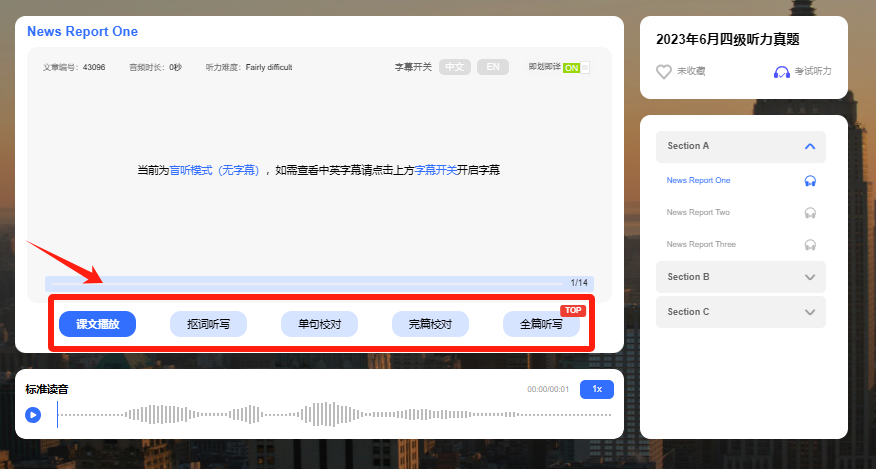 News Report One
文章编号：43096 音频时长：0秒 听力难度：Fairly difficult 字幕开关 中文 EN 即划即译 ON
当前为盲听模式（无字幕），如需查看中英字幕请点击上方字幕开关开启字幕
1/14
TOP
课文播放 抠词听写 单句校对 完篇校对 全篇听写
标准读音 00:00/00:01 1x
2023年6月四级听力真题
未收藏 考试听力
Section A
News Report One
News Report Two
News Report Three
Section B
Section C